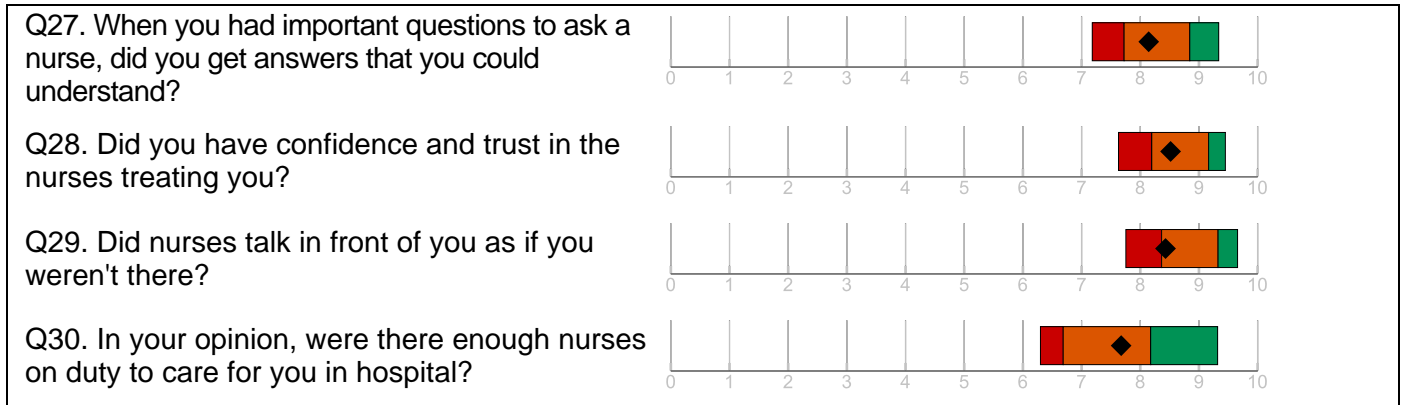 Q27. When you had important questions to ask a
nurse, did you get answers that you could
understand?
0 1 2 3 4 5 6 7 8 9 10
Q28. Did you have confidence and trust in the
nurses treating you?
0 1 2 3 4 5 6 7 8 9 10
Q29. Did nurses talk in front of you as if you
weren't there?
0 1 2 3 4 5 6 7 8 9 10
Q30. In your opinion, were there enough nurses
on duty to care for you in hospital?
0 1 2 3 4 5 6 7 8 9 10